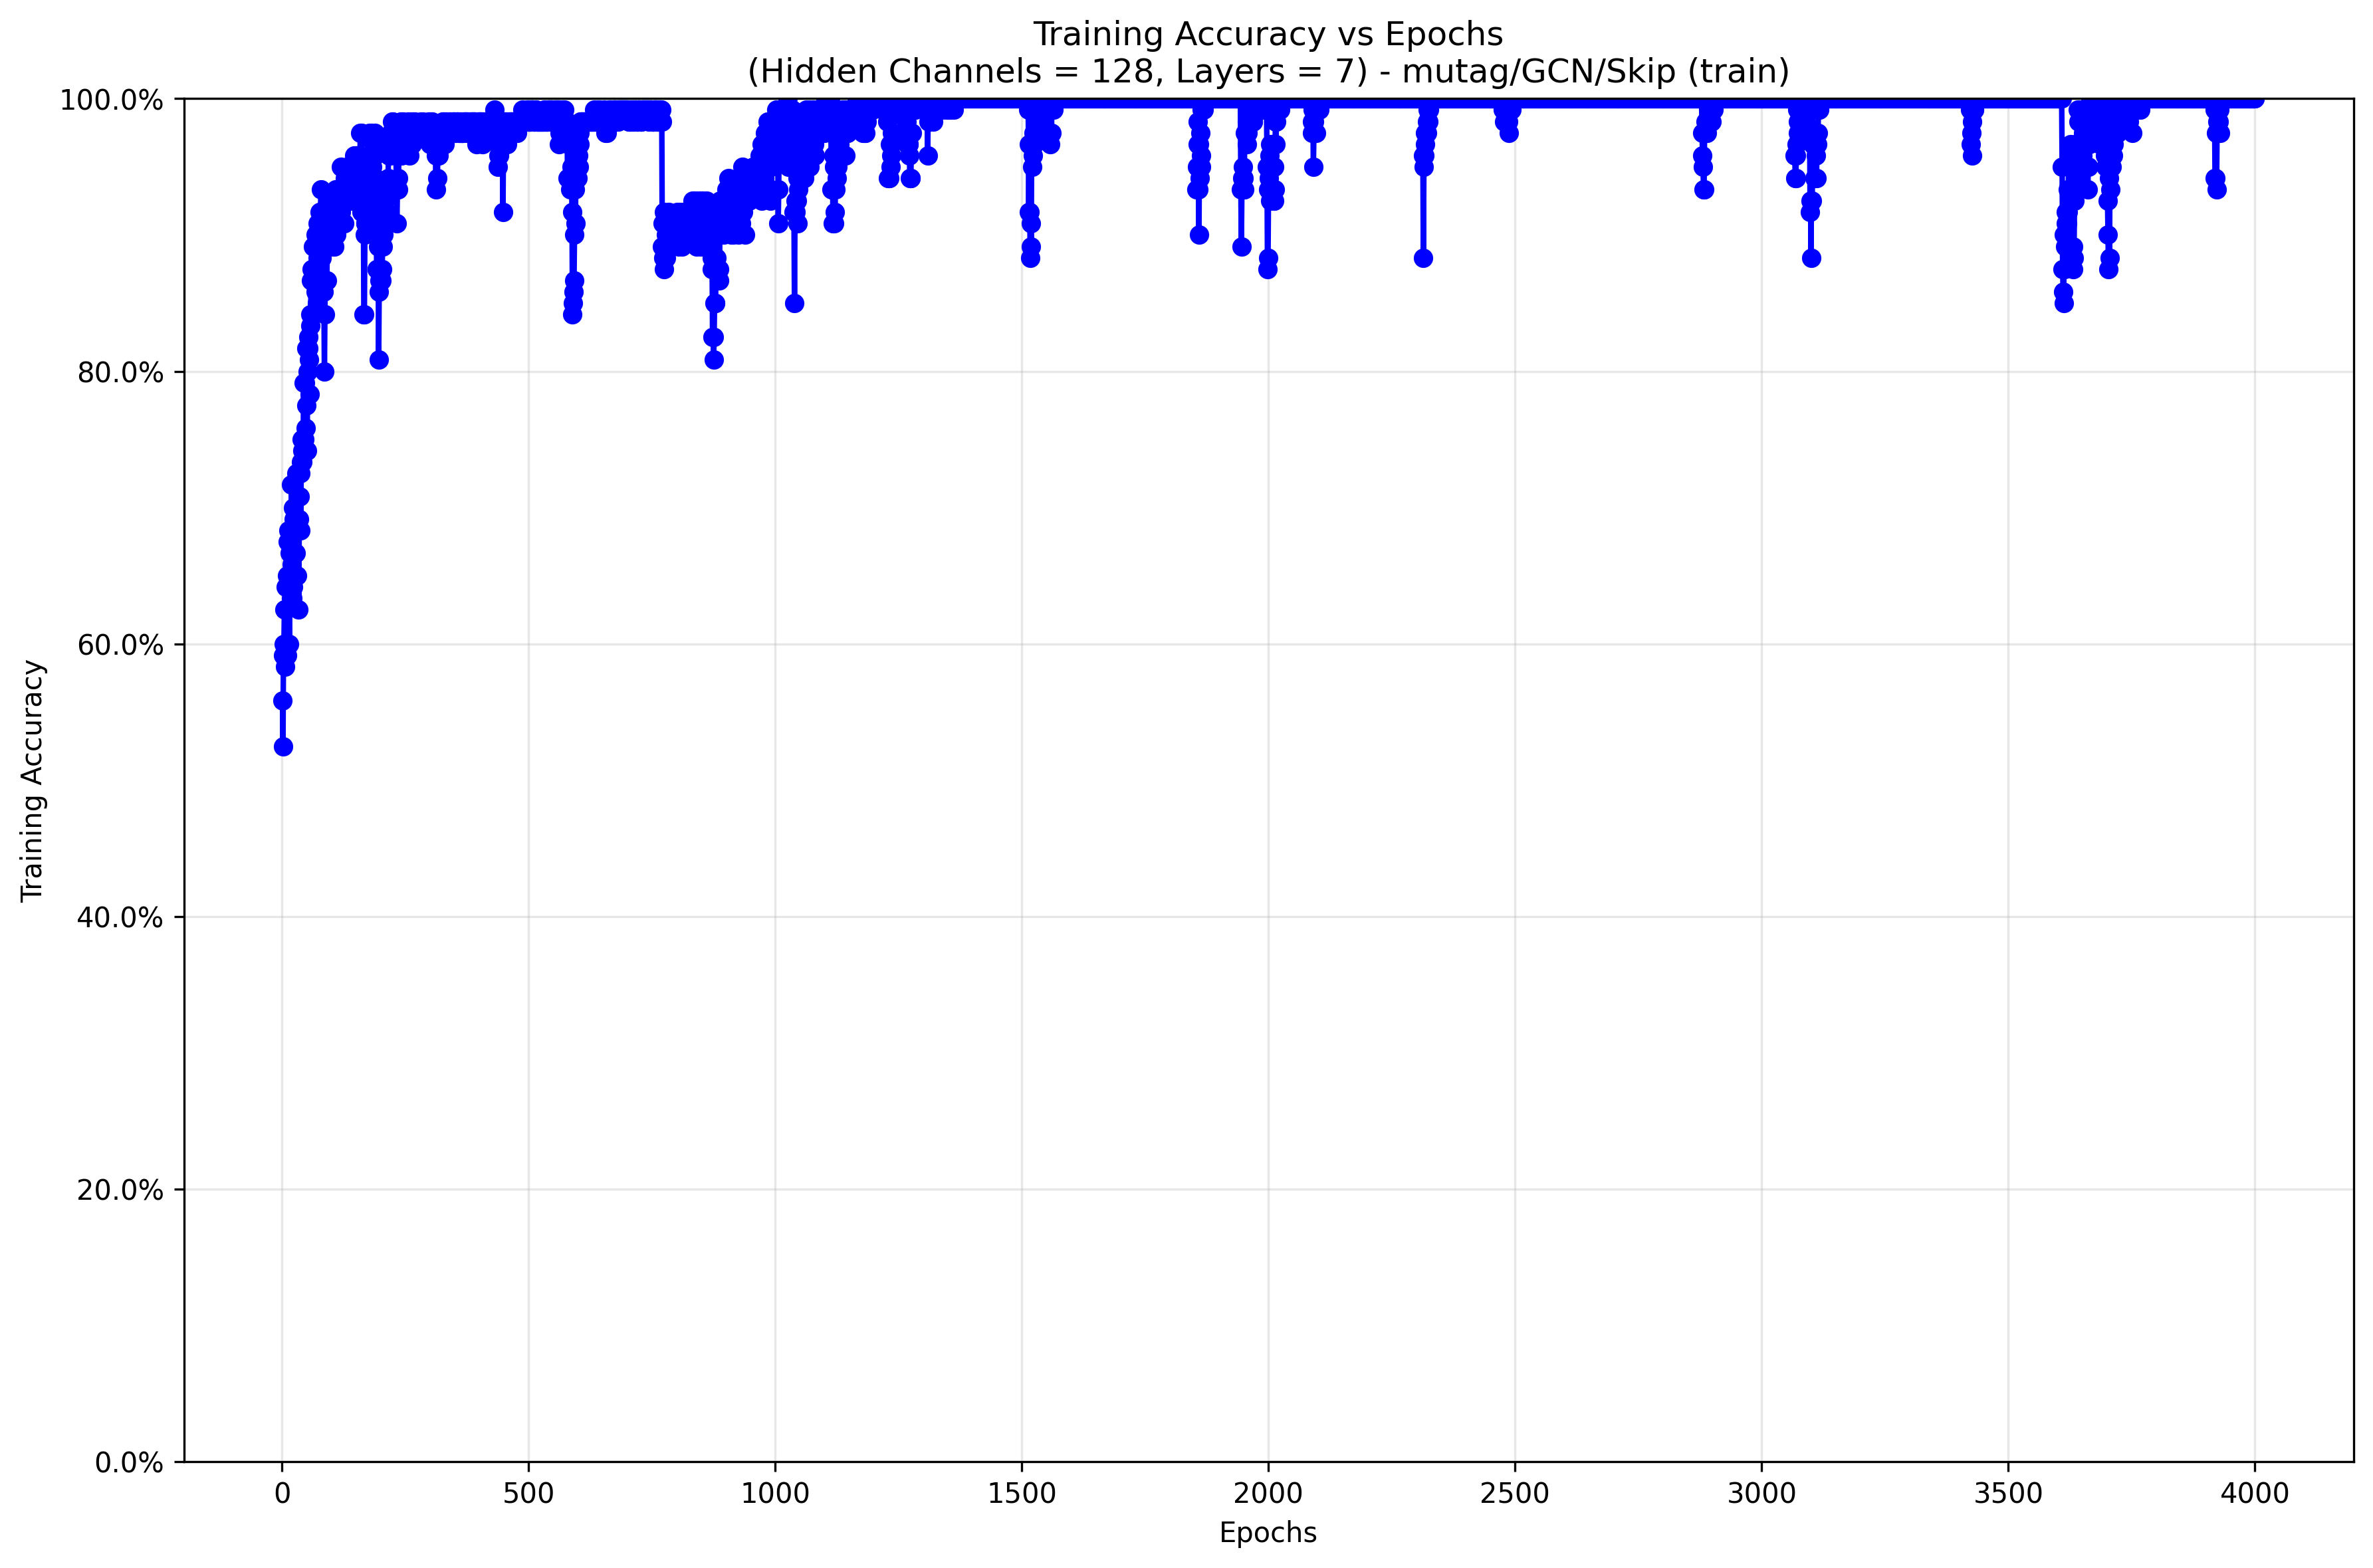 Training Accuracy vs Epochs
(Hidden Channels = 128, Layers = 7) - mutag/GCN/Skip (train)
100.0%
80.0%
60.0%
40.0%
20.0%
0.0%
Training Accuracy
0 500 1000 1500 2000 2500 3000 3500 4000
Epochs